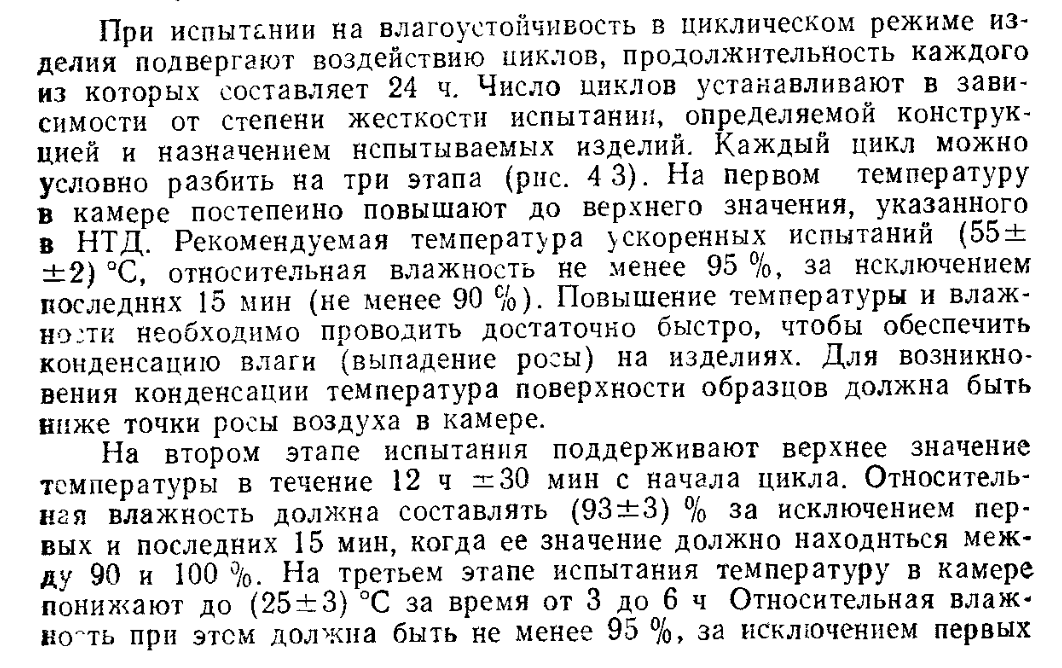 При испытании на влагоустойчивость в циклическом режиме из-
делия подвергают воздействию циклов, продолжительность каждого
из которых составляет 24 ч. Число циклов устанавливают в зави-
симости от степени жесткости испытании, определяемой конструк-
цией и назначением испытываемых изделий. Каждый цикл можно
условно разбить на три этапа (рис. 4 3). На первом температуру
в камере постепенно повышают до верхнего значения, указанного
в НТД. Рекомендуемая температура ускоренных испытаний (55±
±2) °С, относительная влажность не менее 95 %, за исключением
последних 15 мин (не менее 90 %). Повышение температуры и влаж-
ности необходимо проводить достаточно быстро, чтобы обеспечить
конденсацию влаги (выпадение росы) на изделиях. Для возникно-
вения конденсации температура поверхности образцов должна быть
ниже точки росы воздуха в камере.
На втором этапе испытания поддерживают верхнее значение
температуры в течение 12 ч ±30 мин с начала цикла. Относитель-
ная влажность должна составлять (93±3) % за исключением пер-
вых и последних 15 мин, когда ее значение должно находиться меж-
ду 90 и 100 %. На третьем этапе испытания температуру в камере
понижают до (25±3) °С за время от 3 до 6 ч Относительная влаж-
ность при этом должна быть не менее 95 %, за исключением первых